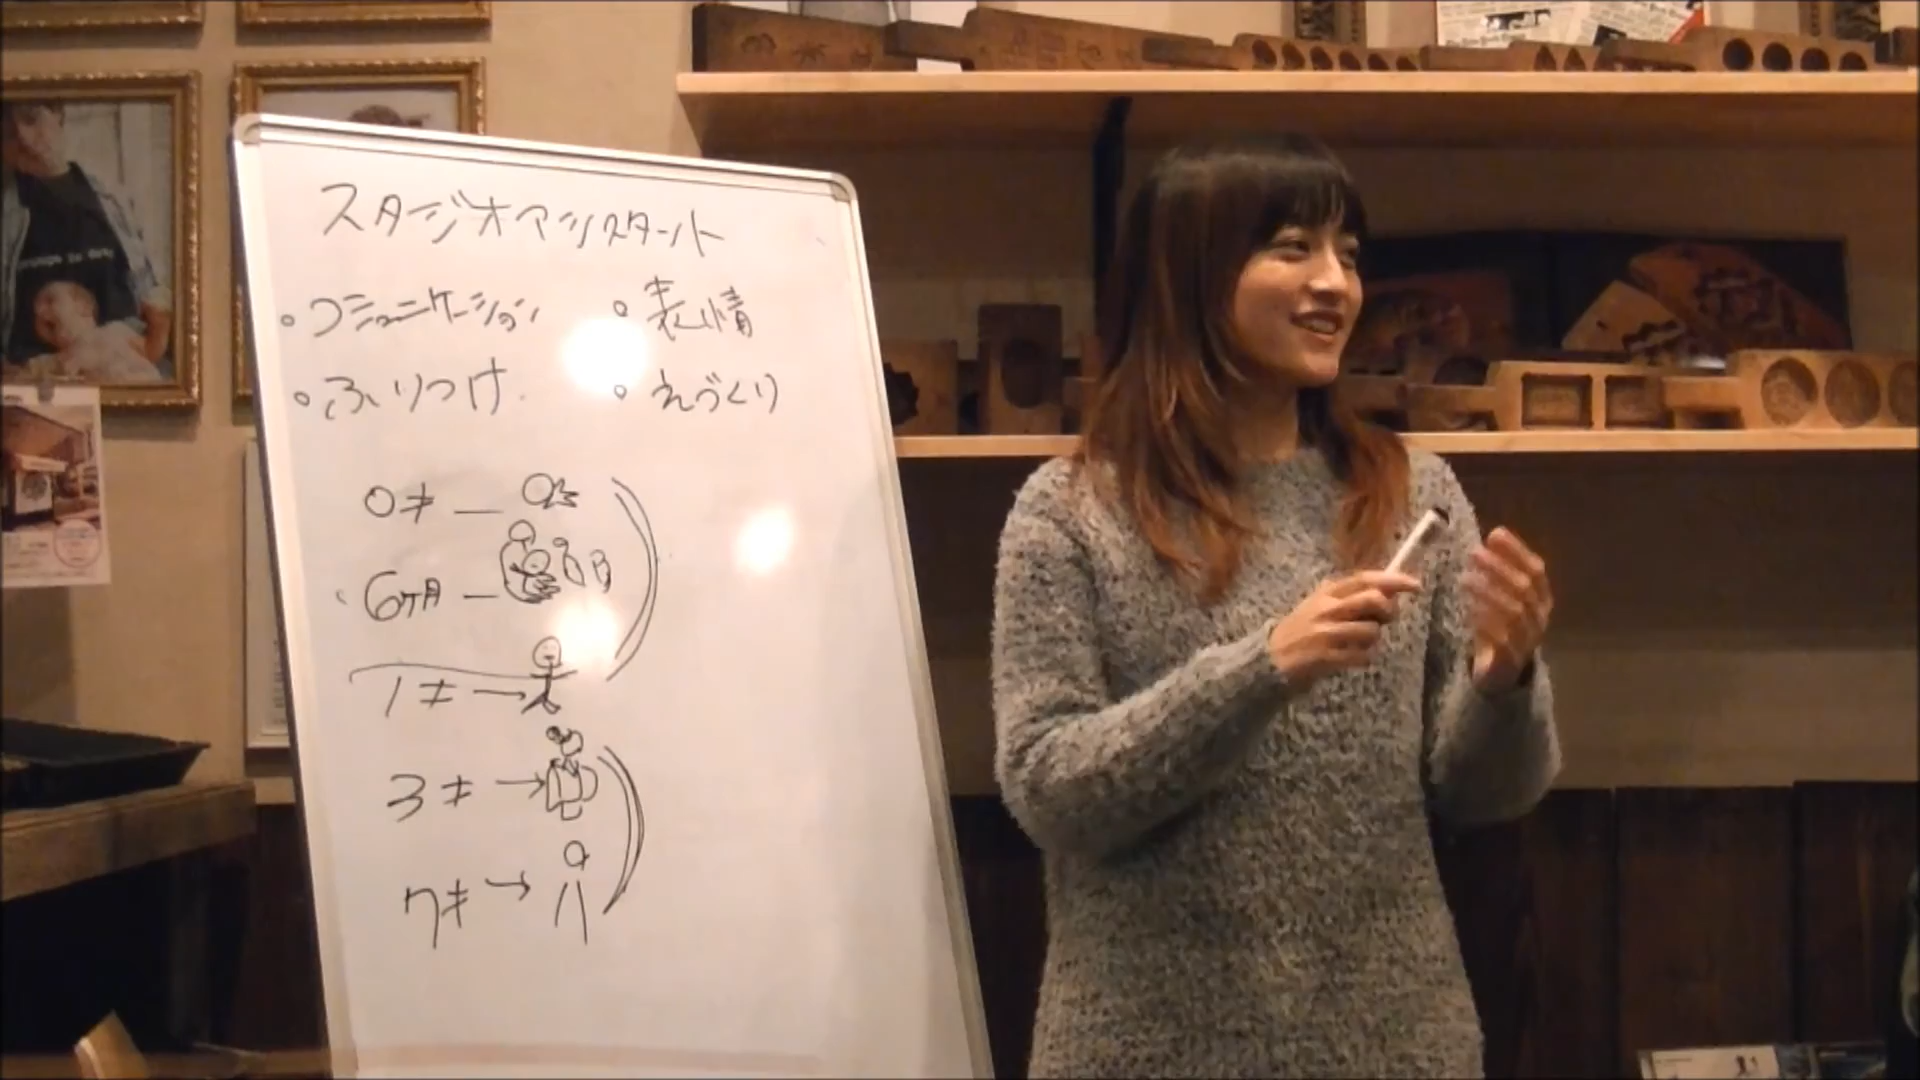 スタジオアシスタント
・コミュニケーション ・表情
・ふりつけ ・えづくり
0才
6ヶ月
1才
3才
7才